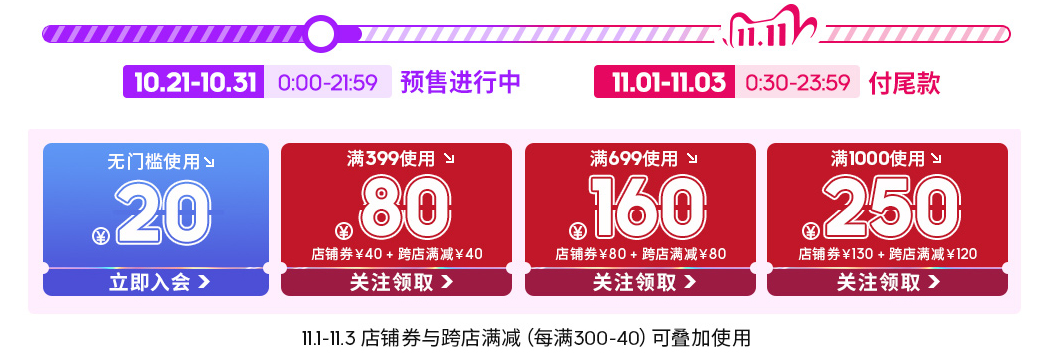 11.11
10.21-10.31 0:00-21:59 预售进行中
11.01-11.03 0:30-23:59 付尾款
无门槛使用
¥20
立即入会
满399使用
¥80
店铺券¥40 + 跨店满减¥40
关注领取
满699使用
¥160
店铺券¥80 + 跨店满减¥80
关注领取
满1000使用
¥250
店铺券¥130 + 跨店满减¥120
关注领取
11.1-11.3 店铺券与跨店满减（每满300-40）可叠加使用